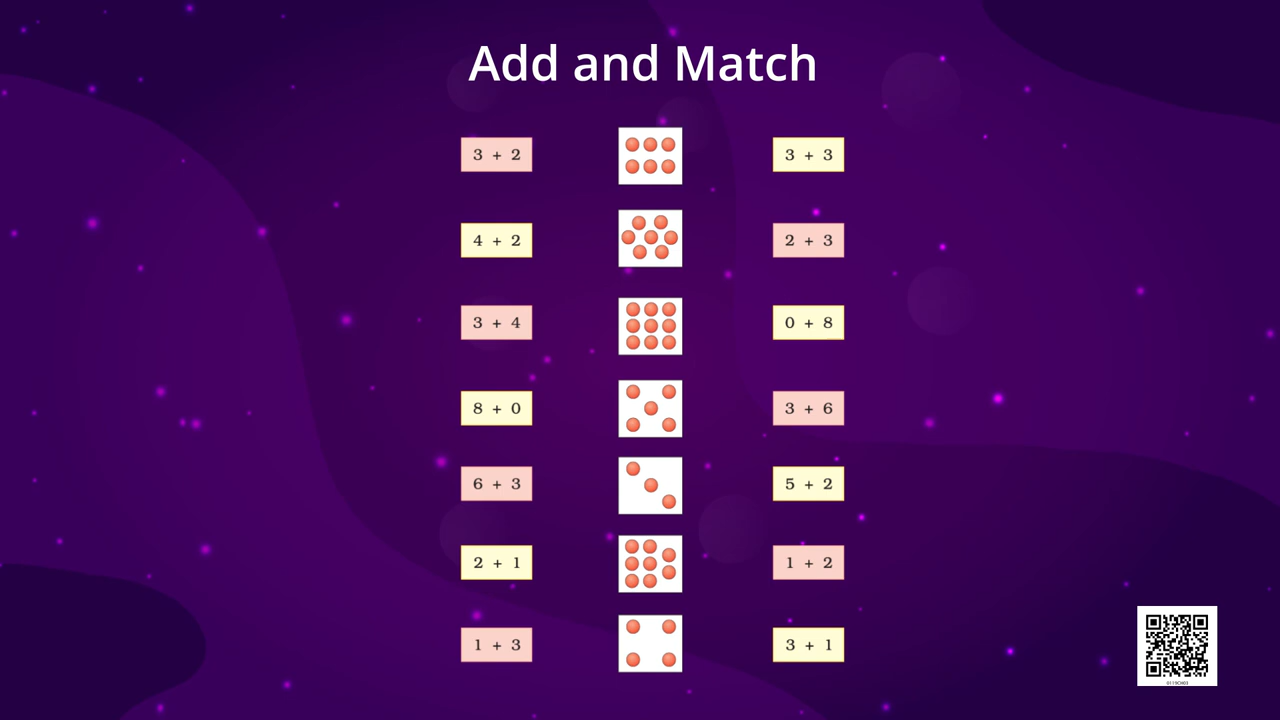 Add and Match
3 + 2
3 + 3
4 + 2
2 + 3
3 + 4
0 + 8
8 + 0
3 + 6
6 + 3
5 + 2
2 + 1
1 + 2
1 + 3
3 + 1
0119CH03